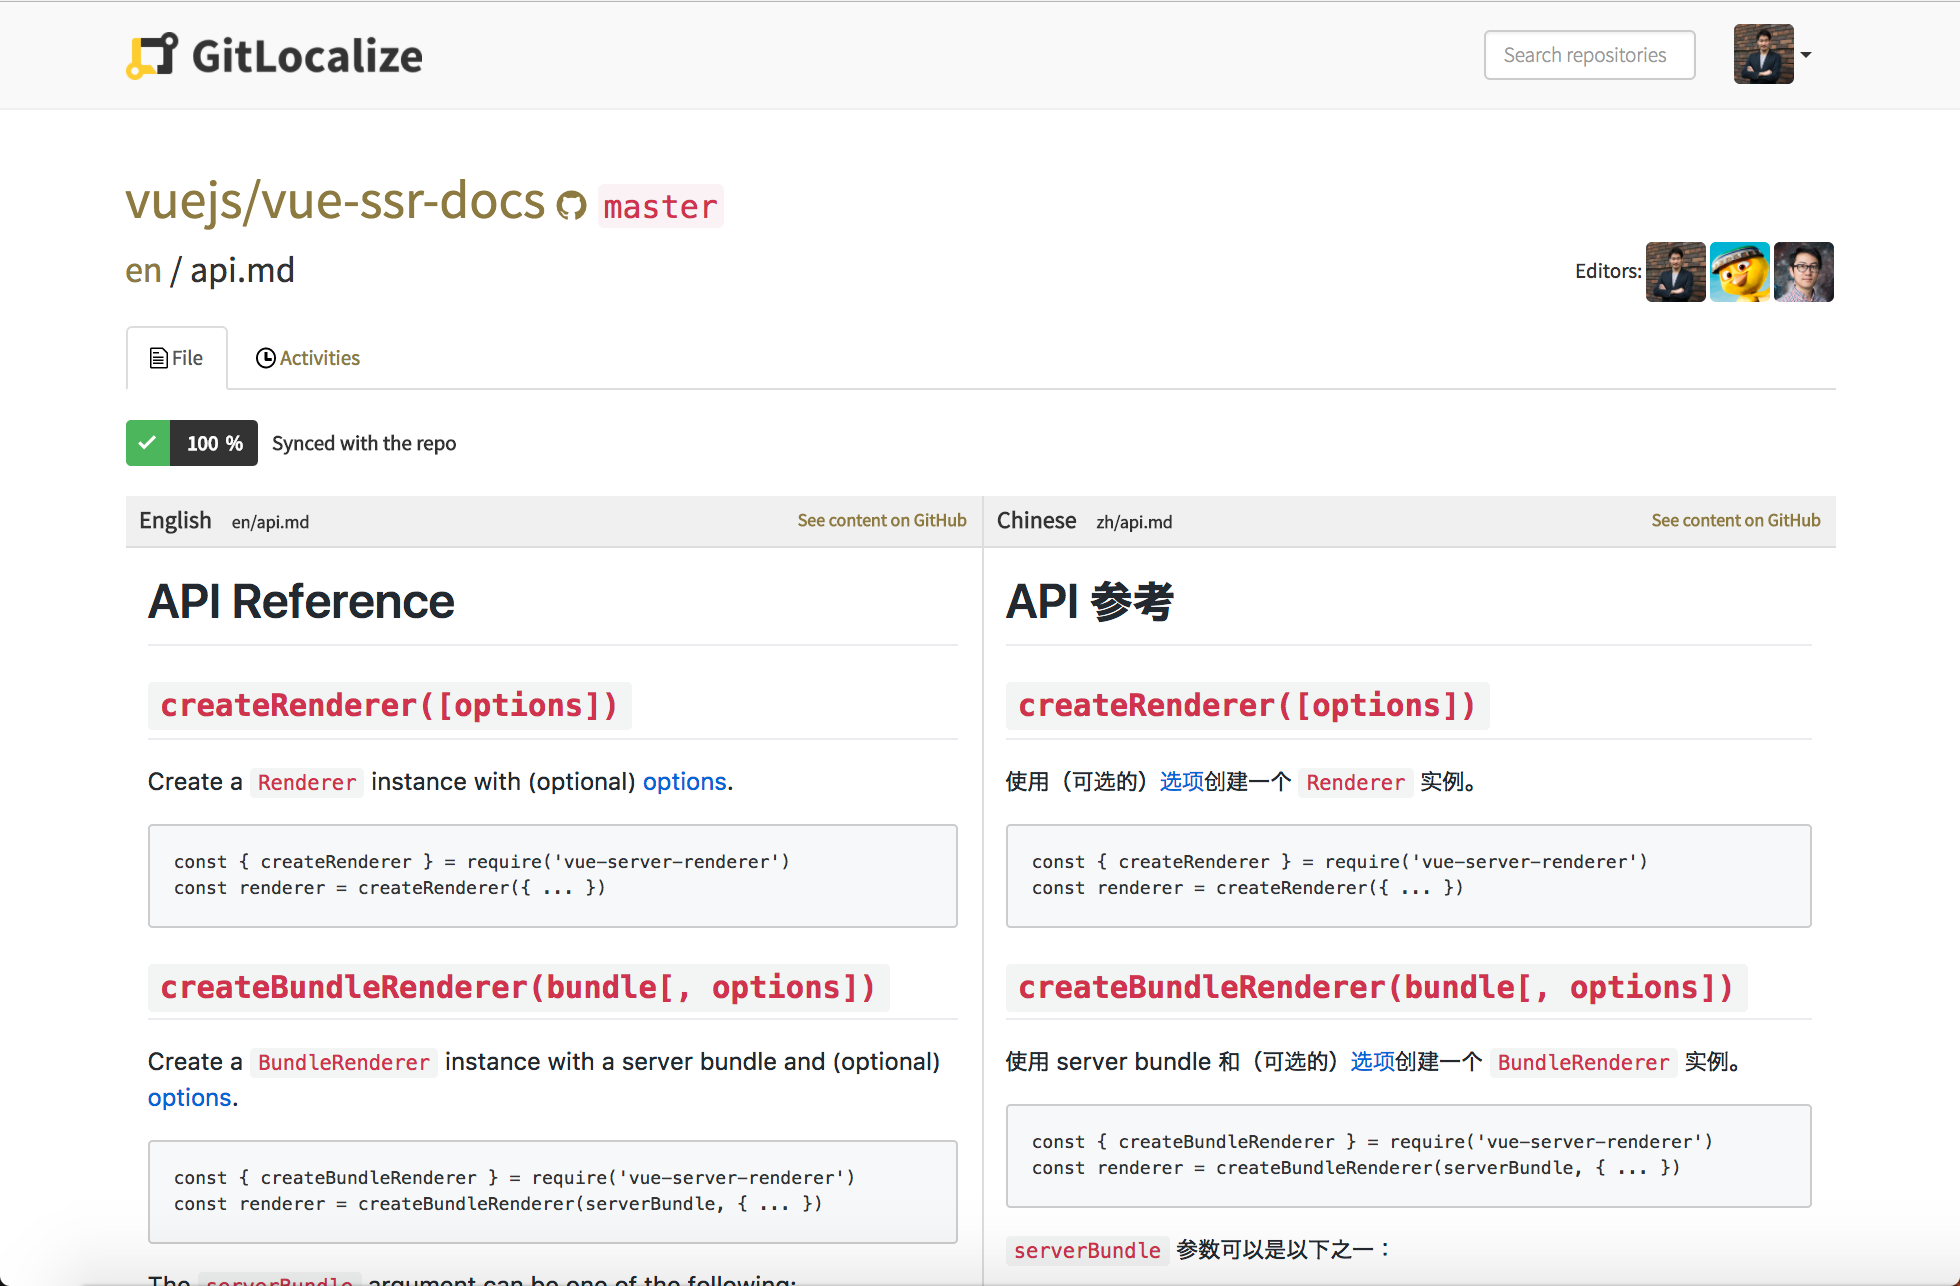 GitLocalize
Search repositories
vuejs/vue-ssr-docs master
en / api.md
Editors:
File
Activities
100 %
Synced with the repo
English en/api.md See content on GitHub
API Reference
createRenderer([options])
Create a Renderer instance with (optional) options.
const { createRenderer } = require('vue-server-renderer')
const renderer = createRenderer({ ... })
createBundleRenderer(bundle[, options])
Create a BundleRenderer instance with a server bundle and (optional)
options.
const { createBundleRenderer } = require('vue-server-renderer')
const renderer = createBundleRenderer(serverBundle, { ... })
The serverBundle argument can be one of the following:
Chinese zh/api.md See content on GitHub
API 参考
createRenderer([options])
使用（可选的）选项创建一个 Renderer 实例。
const { createRenderer } = require('vue-server-renderer')
const renderer = createRenderer({ ... })
createBundleRenderer(bundle[, options])
使用 server bundle 和（可选的）选项创建一个 BundleRenderer 实例。
const { createBundleRenderer } = require('vue-server-renderer')
const renderer = createBundleRenderer(serverBundle, { ... })
serverBundle 参数可以是以下之一：